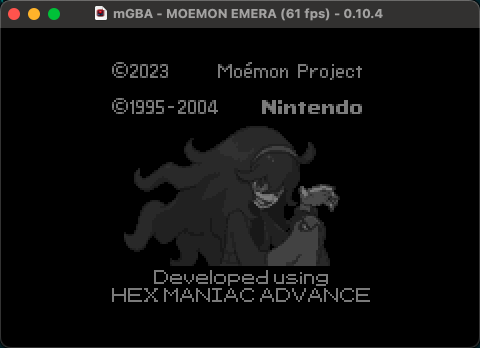 mGBA - MOEMON EMERA (61 fps) - 0.10.4
©2023 Moémon Project
©1995-2004 Nintendo
Developed using
HEX MANIAC ADVANCE